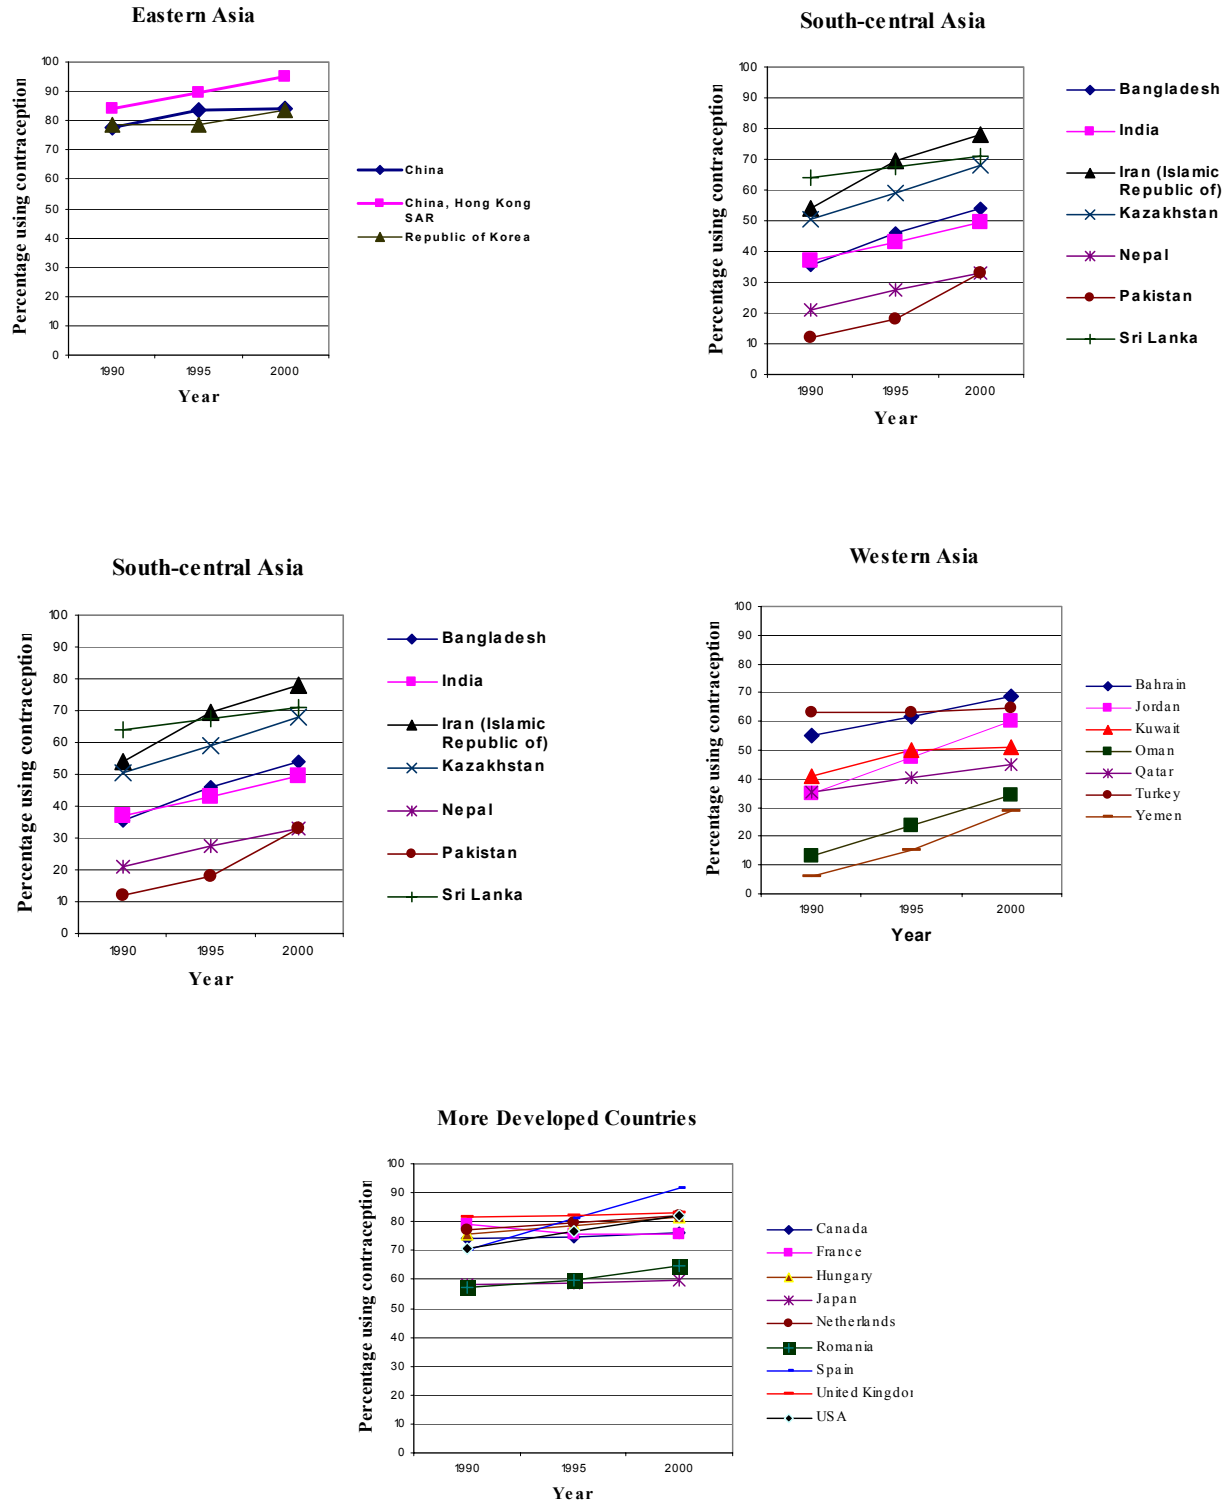 Eastern Asia
Percentage using contraception
100
90
80
70
60
50
40
30
20
10
0
1990 1995 2000
Year
China
China, Hong Kong
SAR
Republic of Korea
South-central Asia
Percentage using contraception
100
90
80
70
60
50
40
30
20
10
0
1990 1995 2000
Year
Bangladesh
India
Iran (Islamic
Republic of)
Kazakhstan
Nepal
Pakistan
Sri Lanka
South-central Asia
Percentage using contraception
100
90
80
70
60
50
40
30
20
10
0
1990 1995 2000
Year
Bangladesh
India
Iran (Islamic
Republic of)
Kazakhstan
Nepal
Pakistan
Sri Lanka
Western Asia
Percentage using contraception
100
90
80
70
60
50
40
30
20
10
0
1990 1995 2000
Year
Bahrain
Jordan
Kuwait
Oman
Qatar
Turkey
Yemen
More Developed Countries
Percentage using contraception
100
90
80
70
60
50
40
30
20
10
0
1990 1995 2000
Year
Canada
France
Hungary
Japan
Netherlands
Romania
Spain
United Kingdom
USA